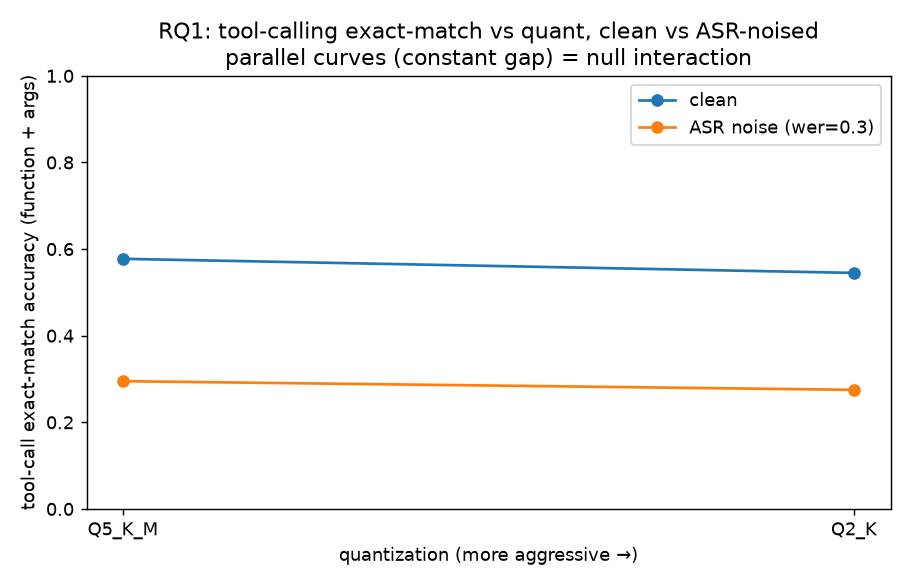 RQ1: tool-calling exact-match vs quant, clean vs ASR-noised
parallel curves (constant gap) = null interaction
tool-call exact-match accuracy (function + args)
1.0
0.8
0.6
0.4
0.2
0.0
clean
ASR noise (wer=0.3)
Q5_K_M
Q2_K
quantization (more aggressive →)